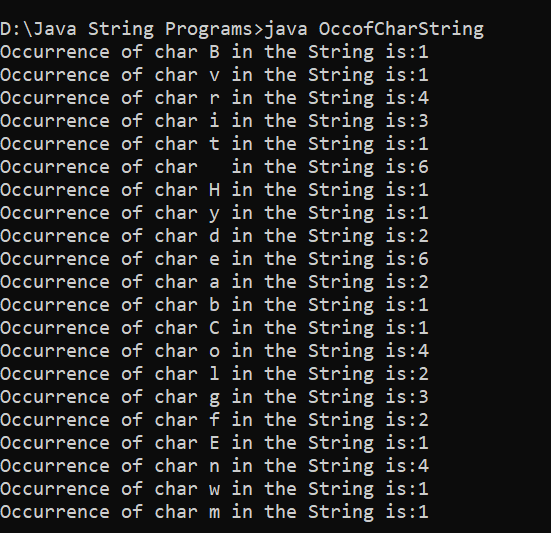 D:\Java String Programs>java OccofCharString
Occurrence of char B in the String is:1
Occurrence of char v in the String is:1
Occurrence of char r in the String is:4
Occurrence of char i in the String is:3
Occurrence of char t in the String is:1
Occurrence of char   in the String is:6
Occurrence of char H in the String is:1
Occurrence of char y in the String is:1
Occurrence of char d in the String is:2
Occurrence of char e in the String is:6
Occurrence of char a in the String is:2
Occurrence of char b in the String is:1
Occurrence of char C in the String is:1
Occurrence of char o in the String is:4
Occurrence of char l in the String is:2
Occurrence of char g in the String is:3
Occurrence of char f in the String is:2
Occurrence of char E in the String is:1
Occurrence of char n in the String is:4
Occurrence of char w in the String is:1
Occurrence of char m in the String is:1